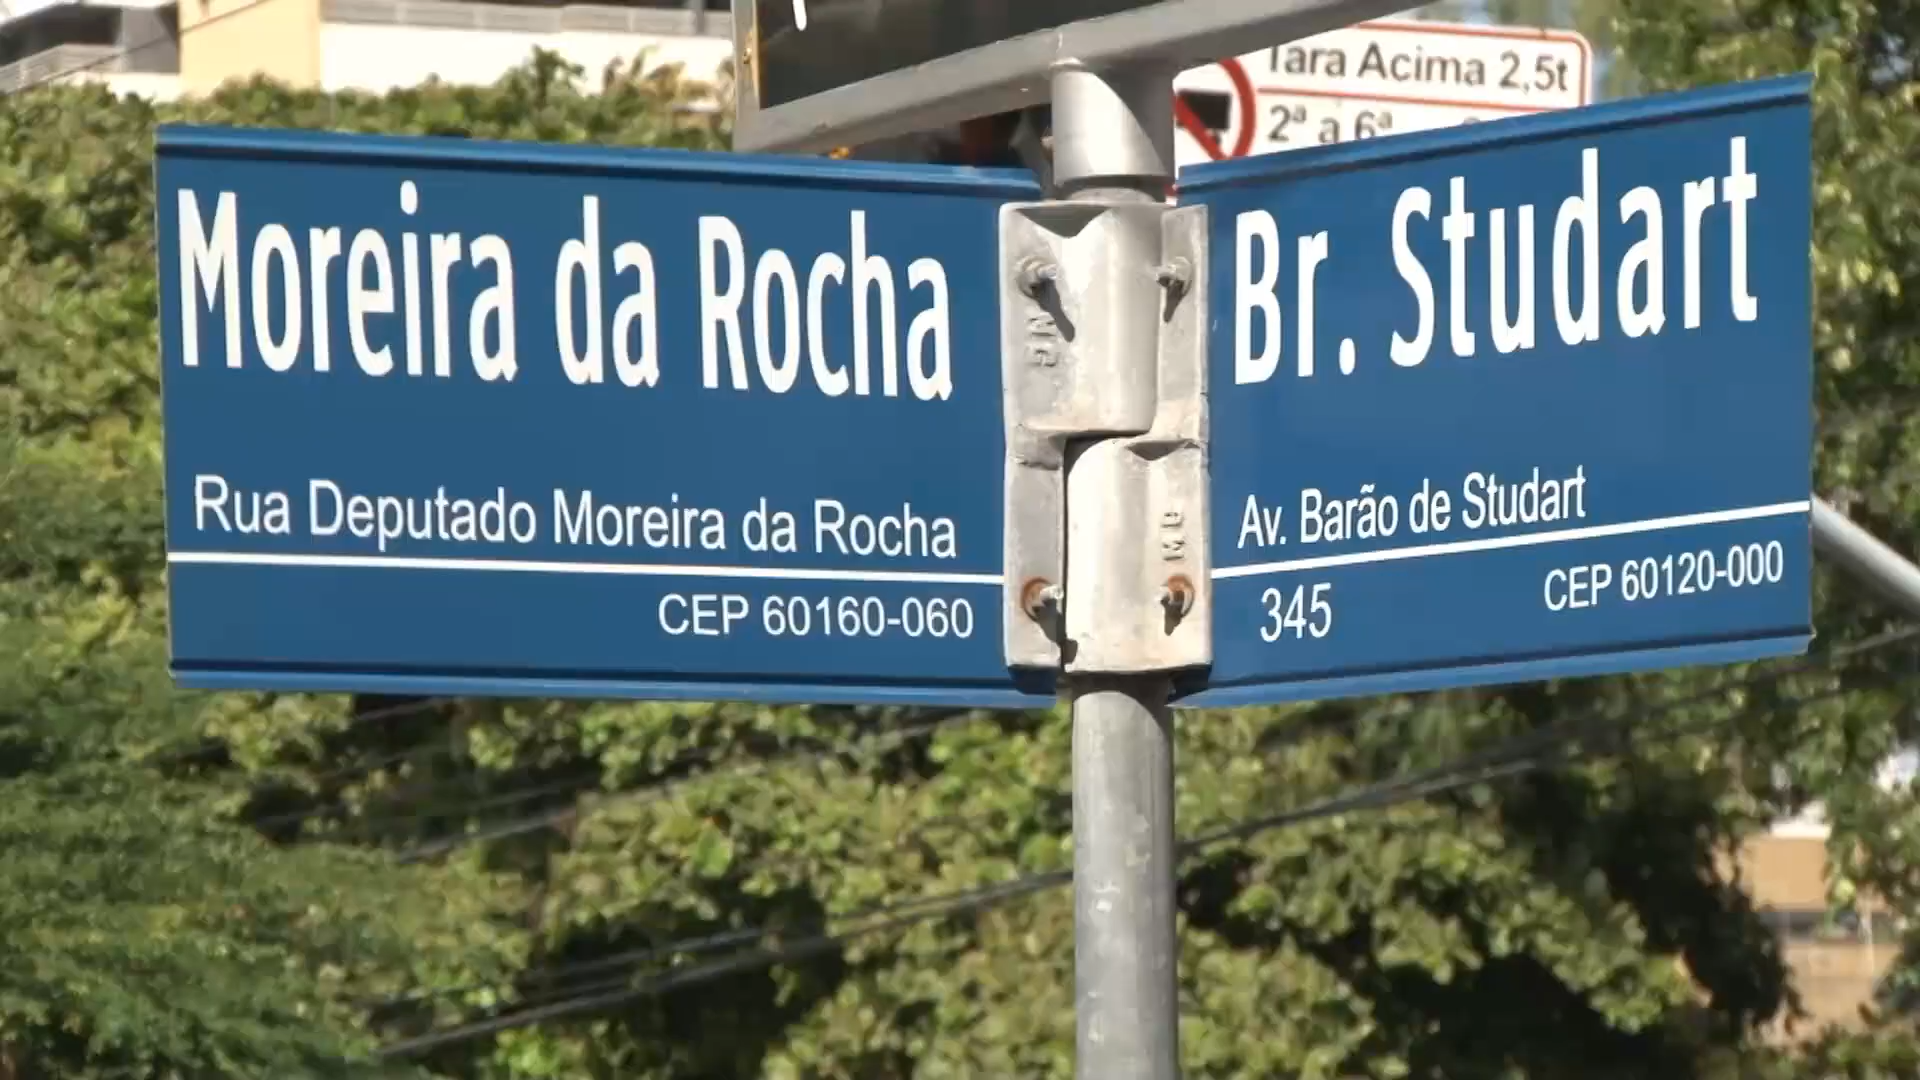 Tara Acima 2,5t
2ª a 6ª
Moreira da Rocha
Rua Deputado Moreira da Rocha
CEP 60160-060
Br. Studart
Av. Barão de Studart
345
CEP 60120-000